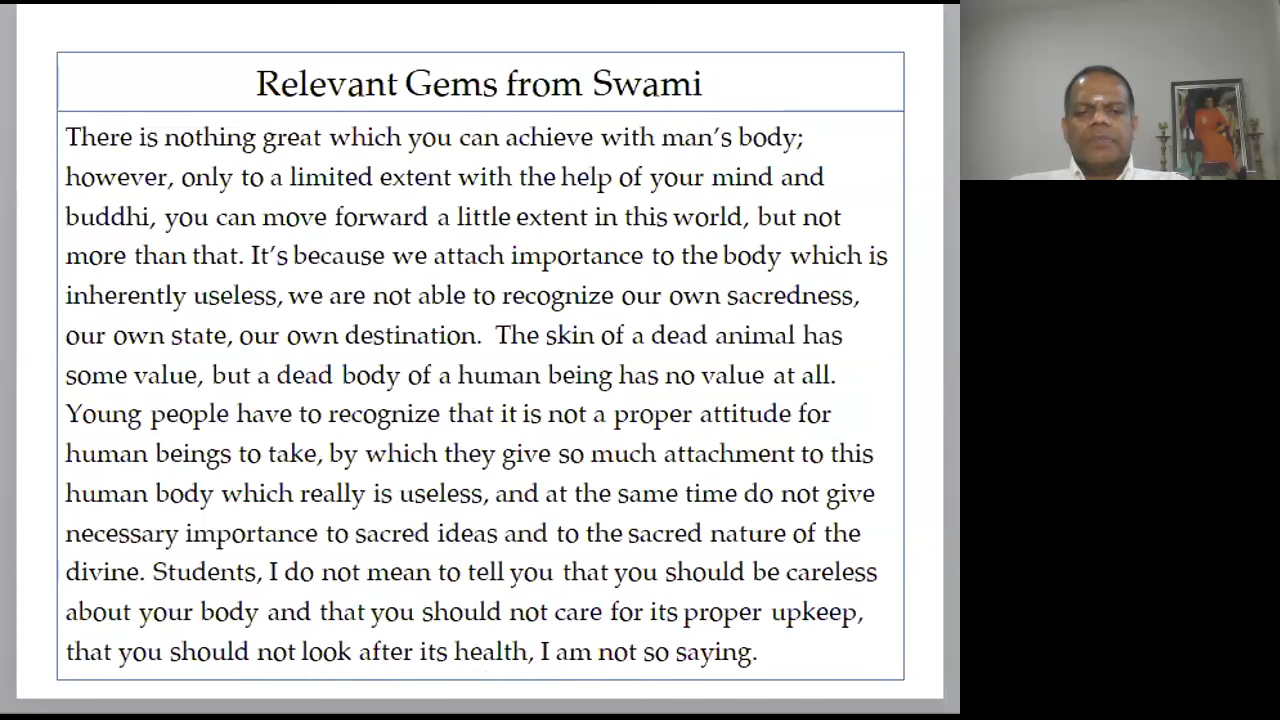 Relevant Gems from Swami
There is nothing great which you can achieve with man's body;
however, only to a limited extent with the help of your mind and
buddhi, you can move forward a little extent in this world, but not
more than that. It's because we attach importance to the body which is
inherently useless, we are not able to recognize our own sacredness,
our own state, our own destination.  The skin of a dead animal has
some value, but a dead body of a human being has no value at all.
Young people have to recognize that it is not a proper attitude for
human beings to take, by which they give so much attachment to this
human body which really is useless, and at the same time do not give
necessary importance to sacred ideas and to the sacred nature of the
divine. Students, I do not mean to tell you that you should be careless
about your body and that you should not care for its proper upkeep,
that you should not look after its health, I am not so saying.